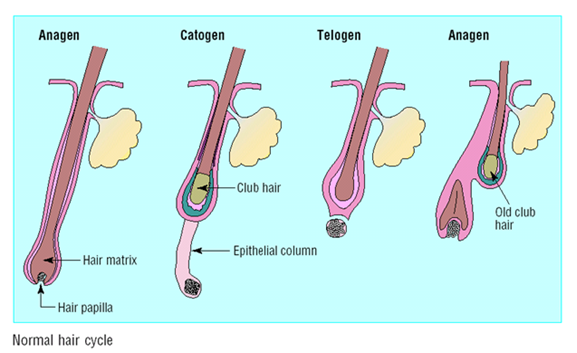 Anagen
Catogen
Telogen
Anagen
Club hair
Old club
hair
Epithelial column
Hair matrix
Hair papilla
Normal hair cycle